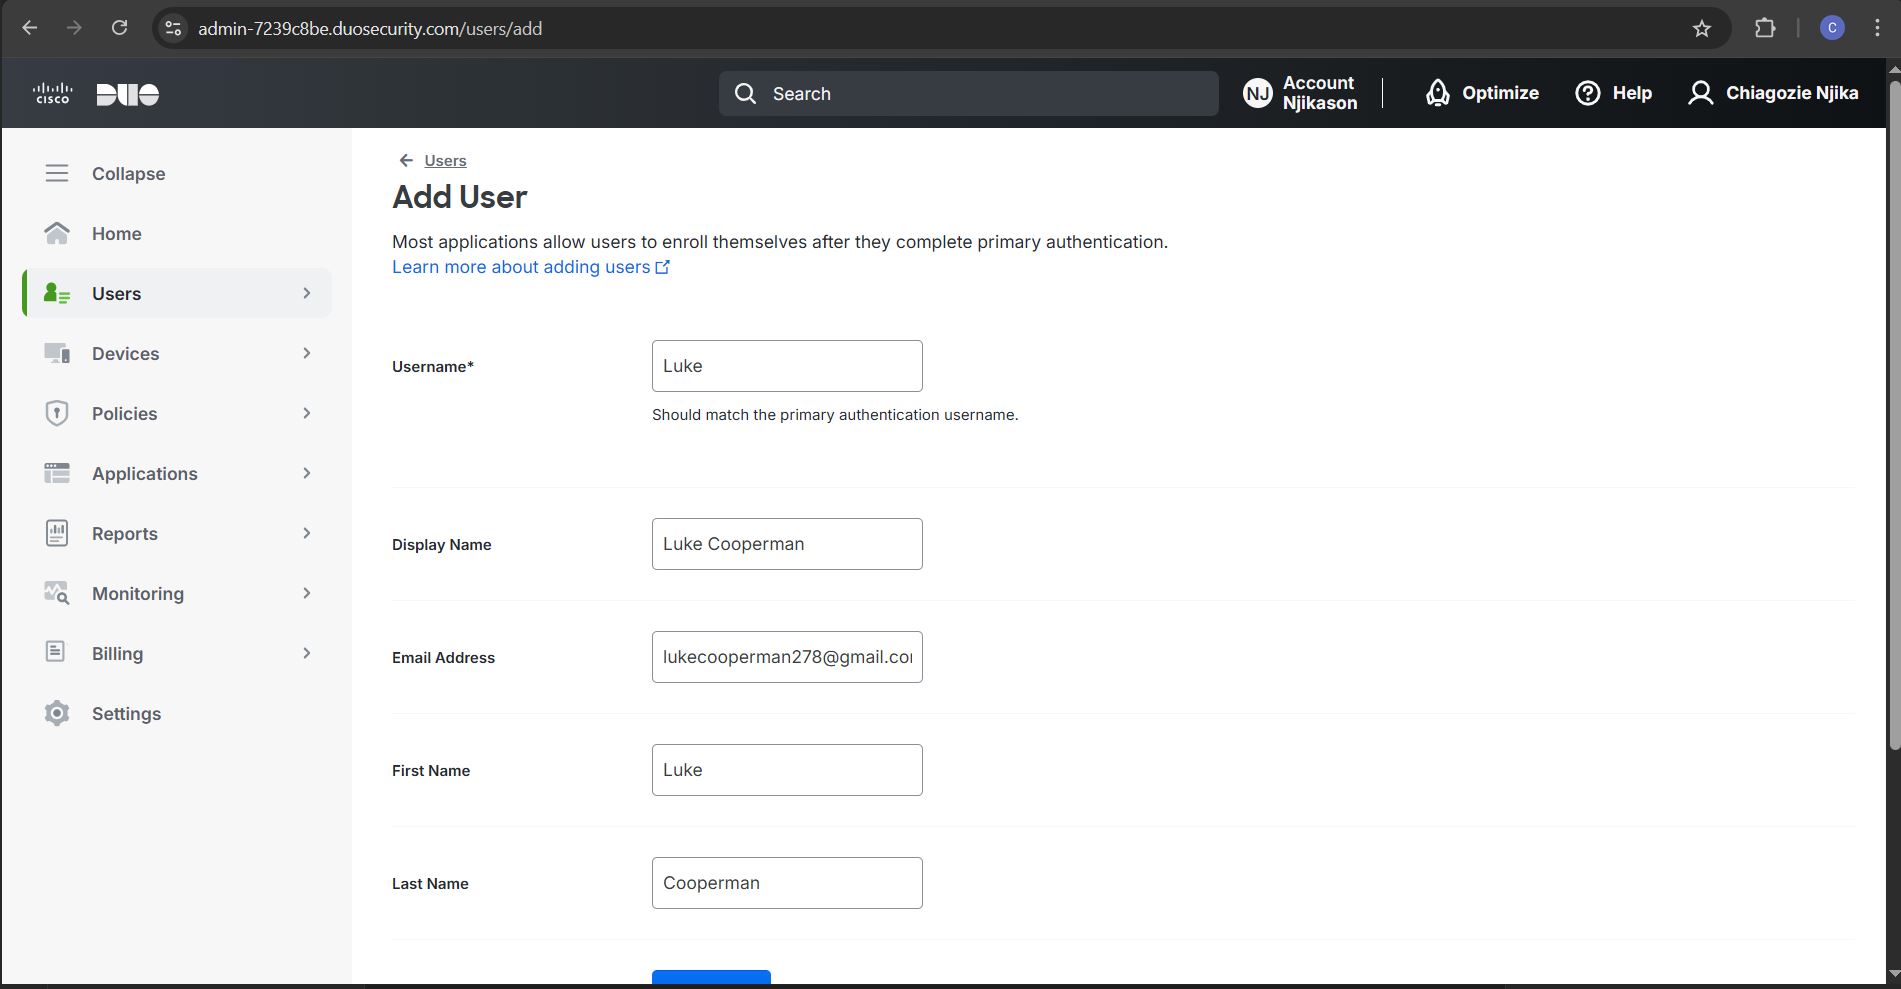 admin-7239c8be.duosecurity.com/users/add
C
CISCO
DUO
Search
NJ
Account
Njikason
Optimize
Help
Chiagozie Njika
Collapse
Home
Users
Devices
Policies
Applications
Reports
Monitoring
Billing
Settings
Users
Add User
Most applications allow users to enroll themselves after they complete primary authentication.
Learn more about adding users
Username*
Luke
Should match the primary authentication username.
Display Name
Luke Cooperman
Email Address
lukecooperman278@gmail.co
First Name
Luke
Last Name
Cooperman